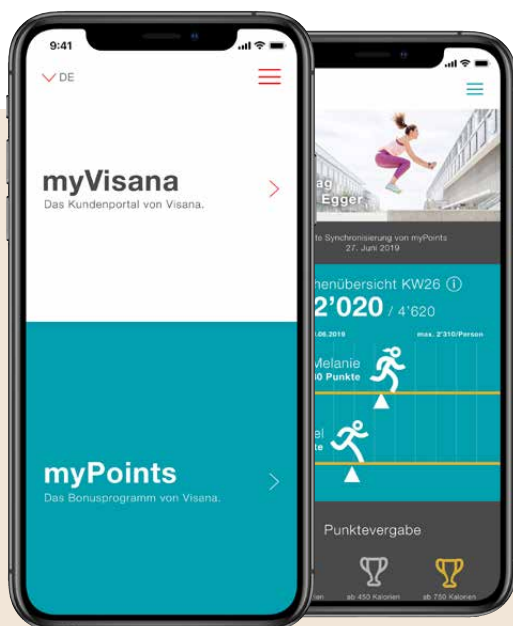 9:41
DE
myVisana
Das Kundenportal von Visana.
myPoints
Das Bonusprogramm von Visana.
Egger
Synchronisierung von myPoints
27. Juni 2019
KW26 i
2'020 / 4'620
.06.2019 max. 2'310/Person
Melanie
Punkte
Punktevergabe
ab 450 Kalorien
ab 750 Kalorien